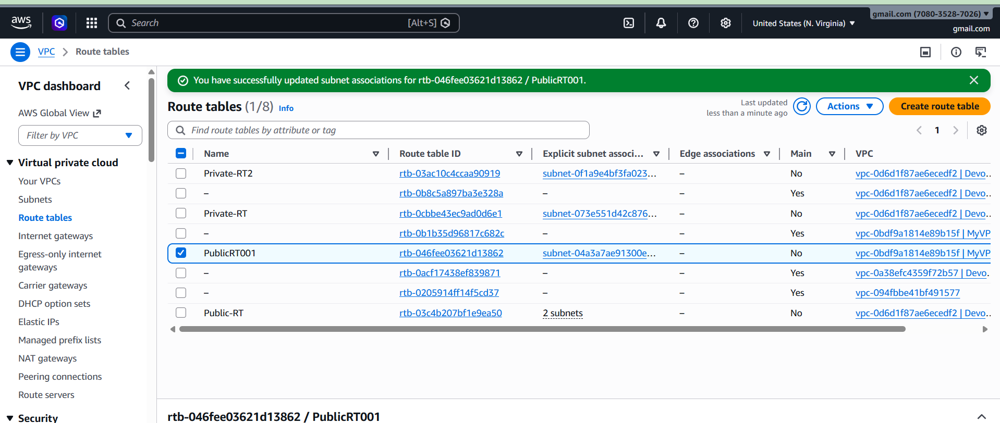 aws
Search [Alt+S]
United States (N. Virginia)
gmail.com (7080-3528-7026)
gmail.com
VPC
Route tables
VPC dashboard
AWS Global View
Filter by VPC
Virtual private cloud
Your VPCs
Subnets
Route tables
Internet gateways
Egress-only internet
gateways
Carrier gateways
DHCP option sets
Elastic IPs
Managed prefix lists
NAT gateways
Peering connections
Route servers
Security
You have successfully updated subnet associations for rtb-046fee03621d13862 / PublicRT001.
Route tables (1/8) Info
Last updated
less than a minute ago
Actions
Create route table
Find route tables by attribute or tag
1
Name Route table ID Explicit subnet associ... Edge associations Main VPC
Private-RT2 rtb-03ac10c4ccaa90919 subnet-0f1a9e4bf3fa023... – No vpc-0d6d1f87ae6ecedf2 | Devo...
– rtb-0b8c5a897ba3e328a – – Yes vpc-0d6d1f87ae6ecedf2 | Devo...
Private-RT rtb-0cbbe43ec9ad0d6e1 subnet-073e551d42c876... – No vpc-0d6d1f87ae6ecedf2 | Devo...
– rtb-0b1b35d96817c682c – – Yes vpc-0bdf9a1814e89b15f | MyVP
PublicRT001 rtb-046fee03621d13862 subnet-04a3a7ae91300e... – No vpc-0bdf9a1814e89b15f | MyVP
– rtb-0acf17438ef839871 – – Yes vpc-0a38efc4359f72b57 | Devo...
– rtb-0205914ff14f5cd37 – – Yes vpc-094fbbe41bf491577
Public-RT rtb-03c4b207bf1e9ea50 2 subnets – No vpc-0d6d1f87ae6ecedf2 | Devo...
rtb-046fee03621d13862 / PublicRT001